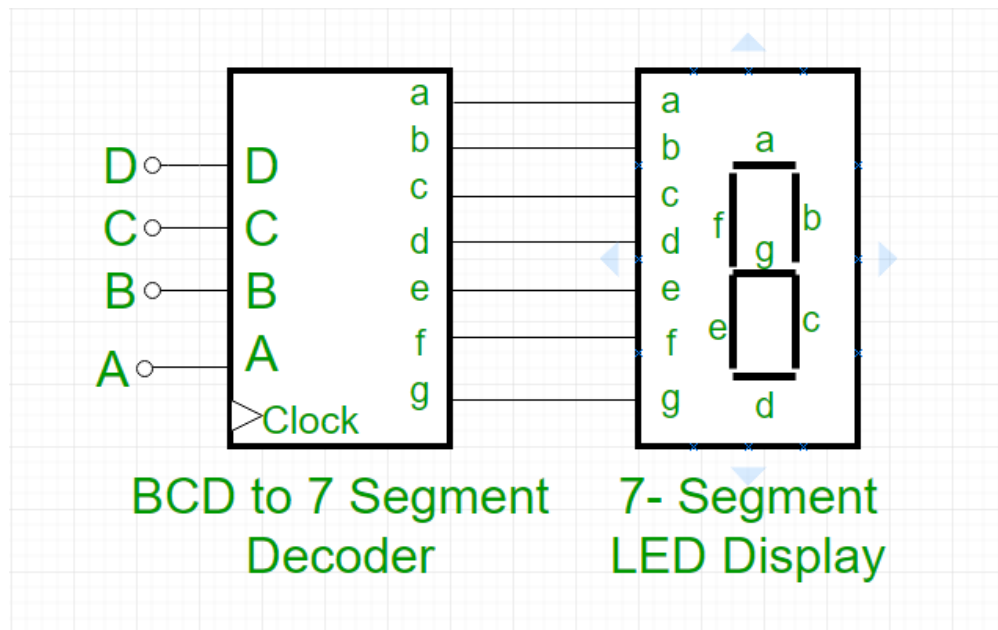 a a
b b
a
D D
c c
f b
C C
d d
g
B B
e e
e c
A A
f f
g g
d
Clock
BCD to 7 Segment
Decoder
7- Segment
LED Display